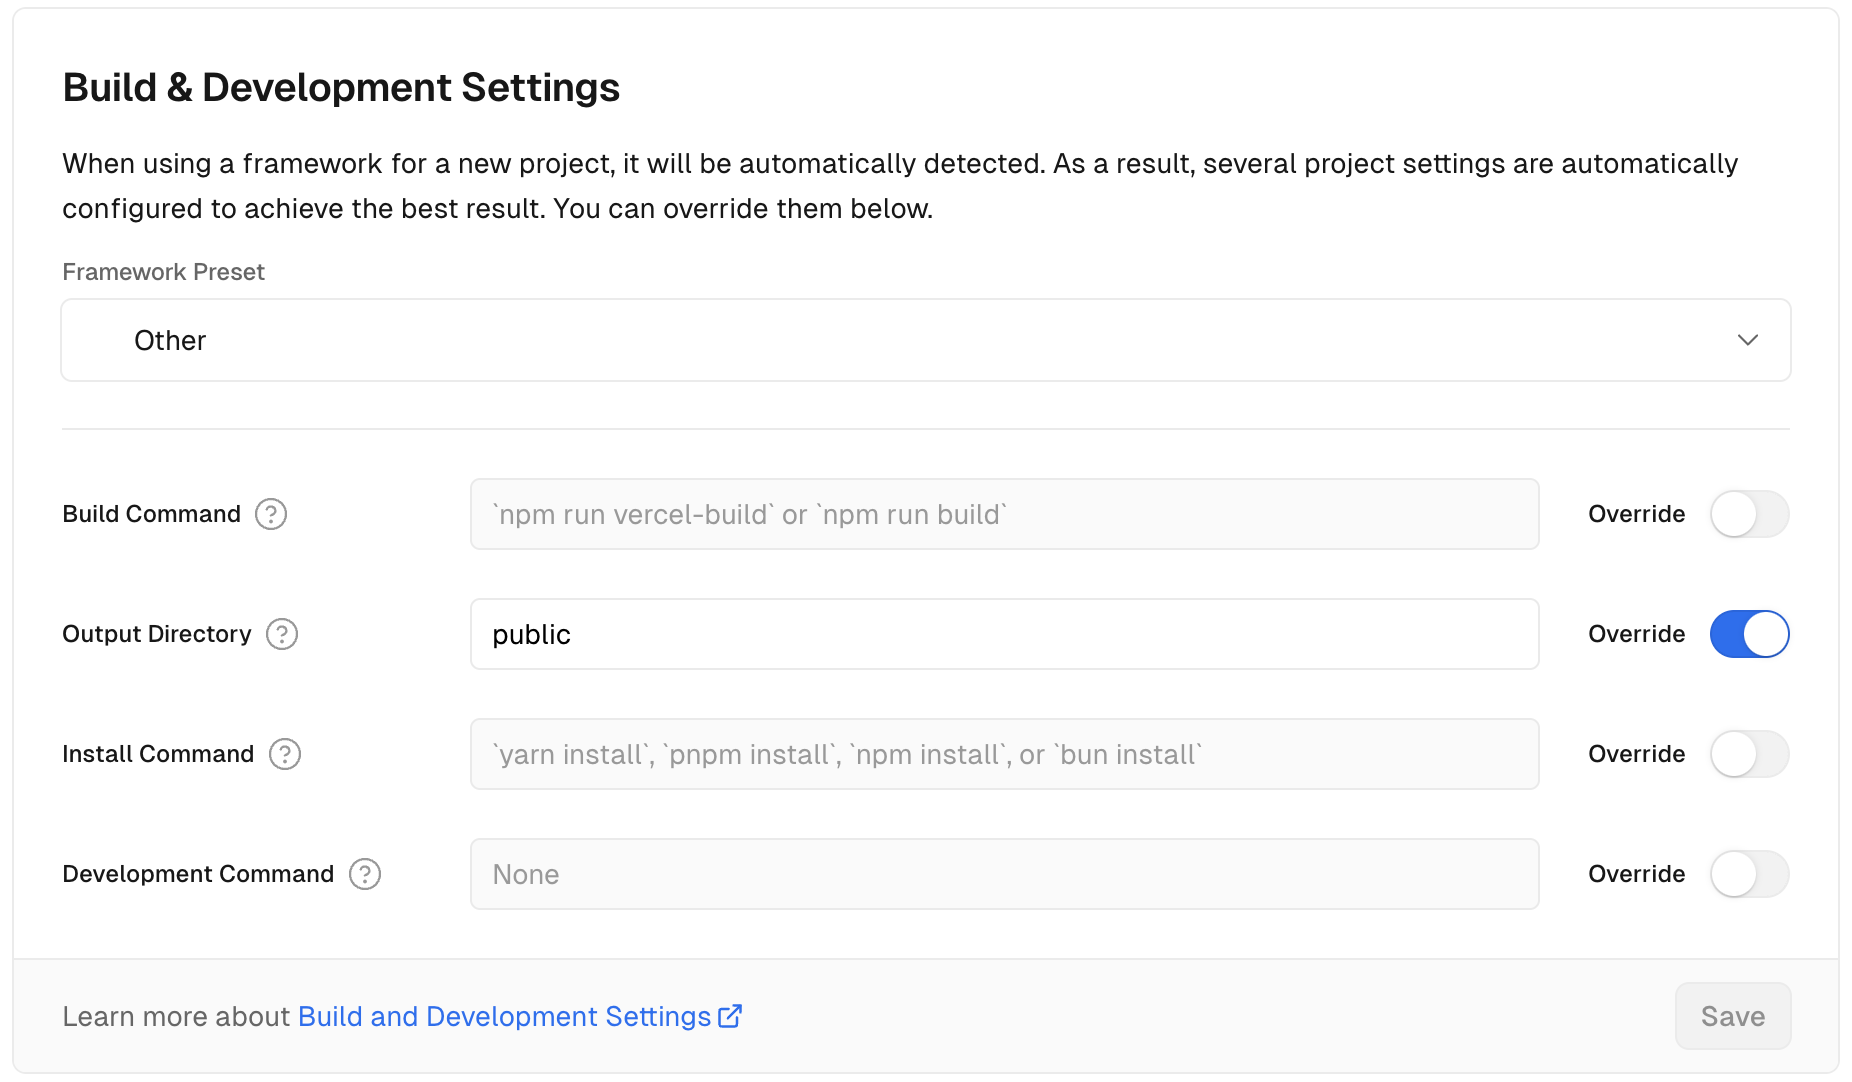 Build & Development Settings
When using a framework for a new project, it will be automatically detected. As a result, several project settings are automatically
configured to achieve the best result. You can override them below.
Framework Preset
Other
Build Command ?
`npm run vercel-build` or `npm run build`
Override
Output Directory ?
public
Override
Install Command ?
`yarn install`, `pnpm install`, `npm install`, or `bun install`
Override
Development Command ?
None
Override
Learn more about Build and Development Settings
Save